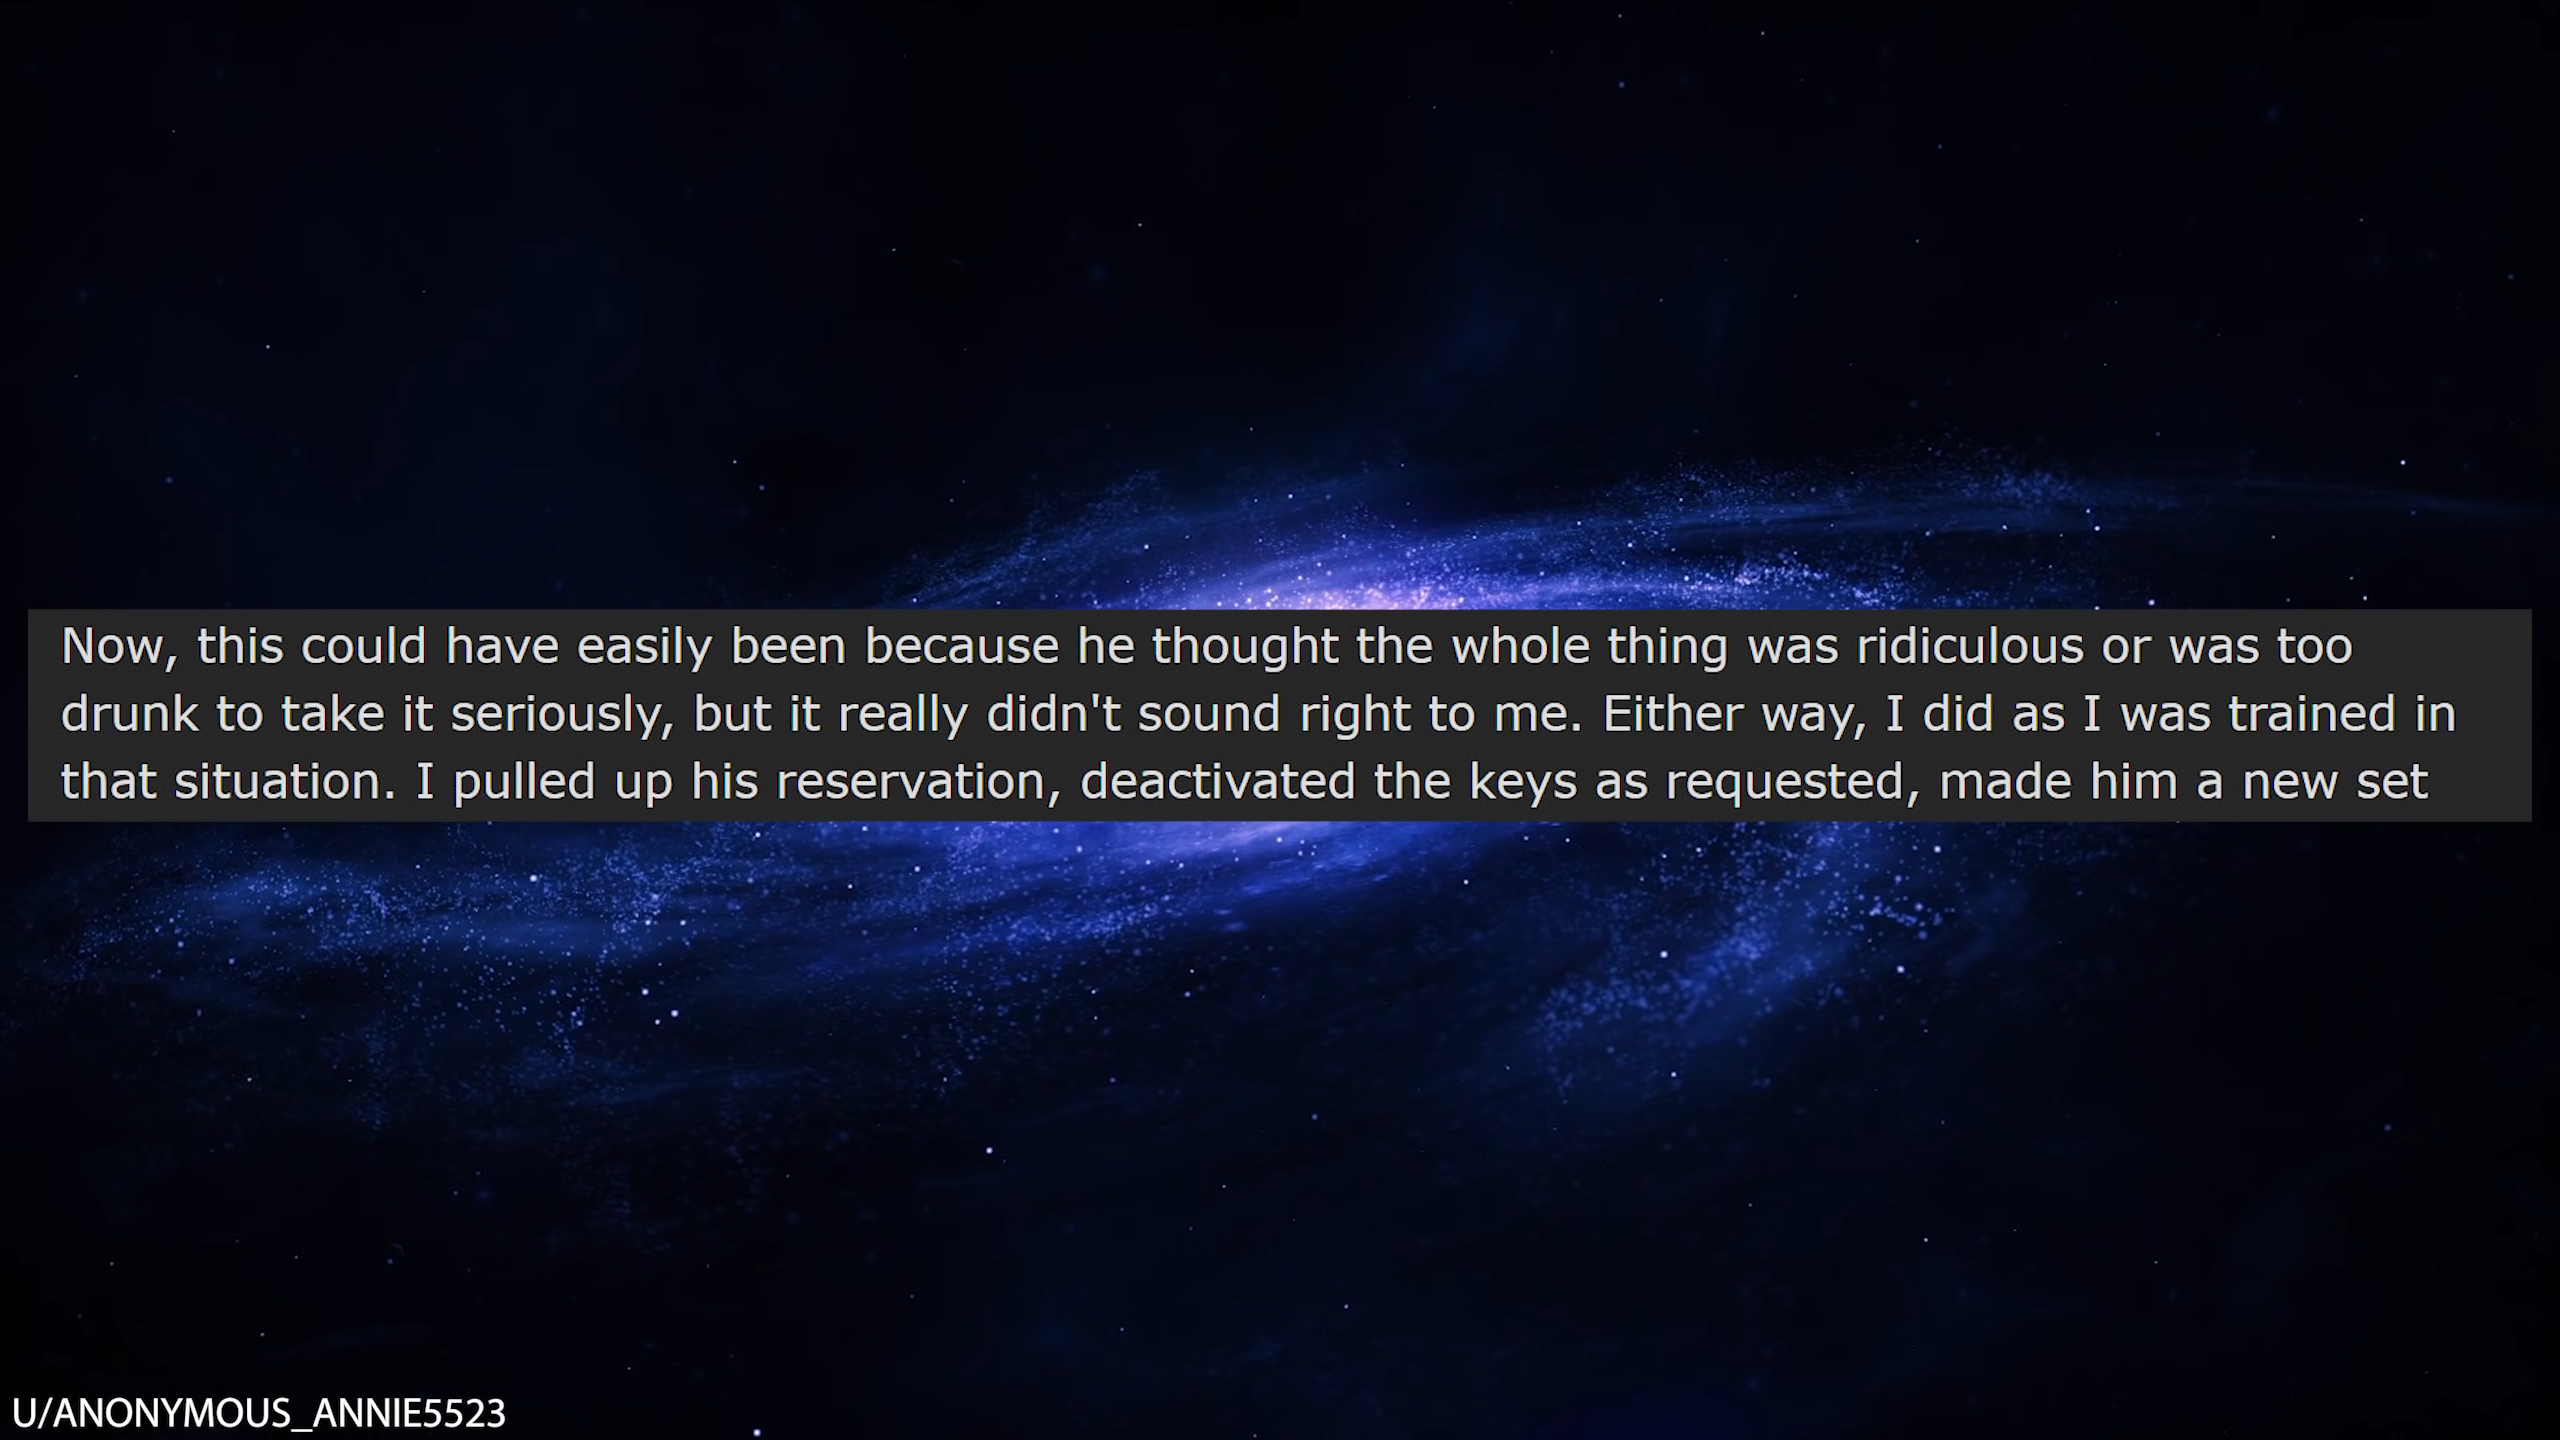 Now, this could have easily been because he thought the whole thing was ridiculous or was too
drunk to take it seriously, but it really didn't sound right to me. Either way, I did as I was trained in
that situation. I pulled up his reservation, deactivated the keys as requested, made him a new set
U/ANONYMOUS_ANNIE5523